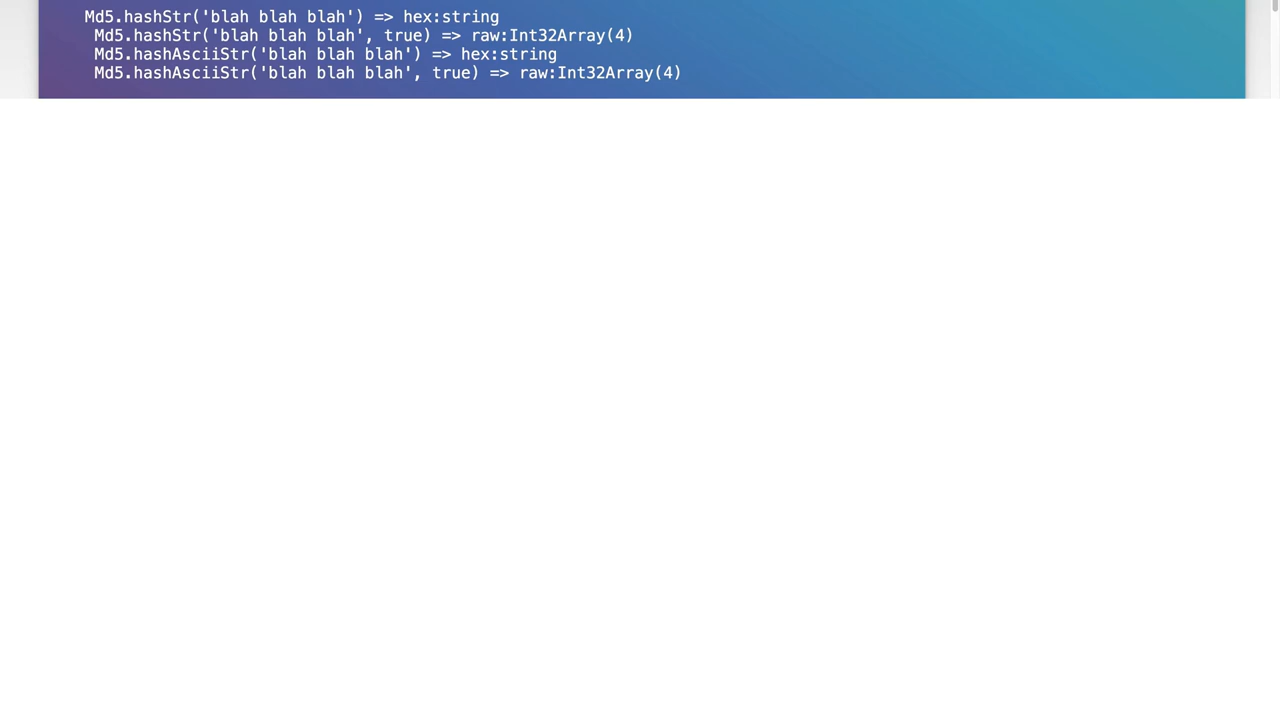 Md5.hashStr('blah blah blah') => hex:string
Md5.hashStr('blah blah blah', true) => raw:Int32Array(4)
Md5.hashAsciiStr('blah blah blah') => hex:string
Md5.hashAsciiStr('blah blah blah', true) => raw:Int32Array(4)